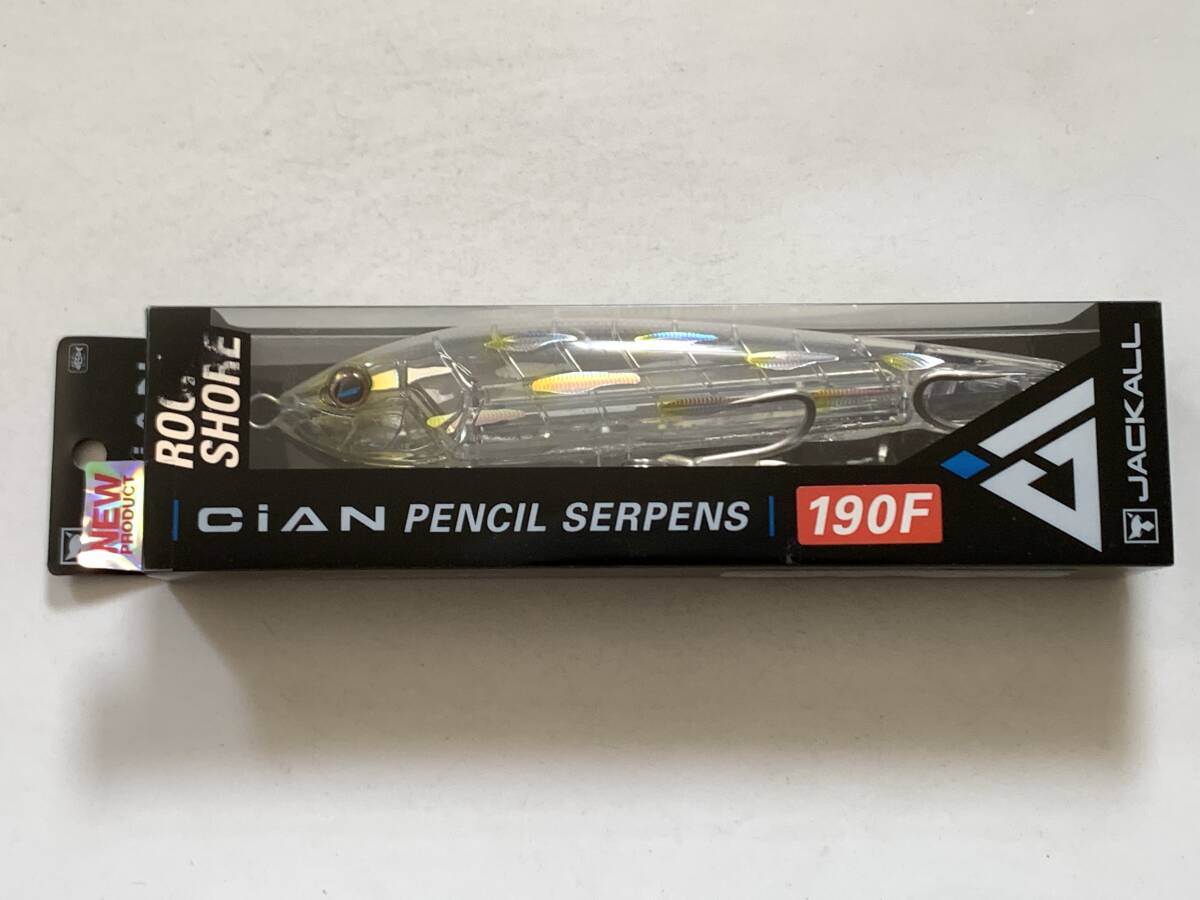 ROCK
SHORE
CiAN PENCIL SERPENS
190F
JACKALL
NEW
PRODUCT